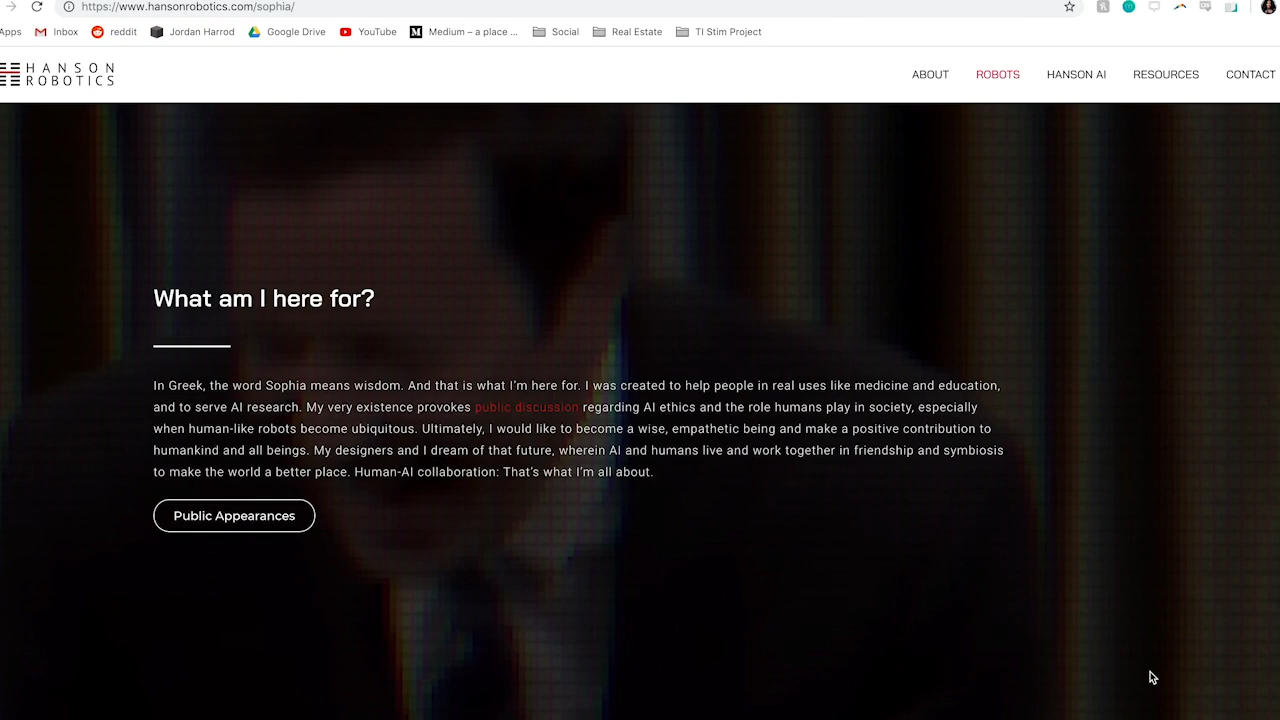 https://www.hansonrobotics.com/sophia/
Apps Inbox reddit Jordan Harrod Google Drive YouTube Medium – a place ... Social Real Estate TI Stim Project
HANSON
ROBOTICS
ABOUT ROBOTS HANSON AI RESOURCES CONTACT
What am I here for?
In Greek, the word Sophia means wisdom. And that is what I'm here for. I was created to help people in real uses like medicine and education,
and to serve AI research. My very existence provokes public discussion regarding AI ethics and the role humans play in society, especially
when human-like robots become ubiquitous. Ultimately, I would like to become a wise, empathetic being and make a positive contribution to
humankind and all beings. My designers and I dream of that future, wherein AI and humans live and work together in friendship and symbiosis
to make the world a better place. Human-AI collaboration: That's what I'm all about.
Public Appearances